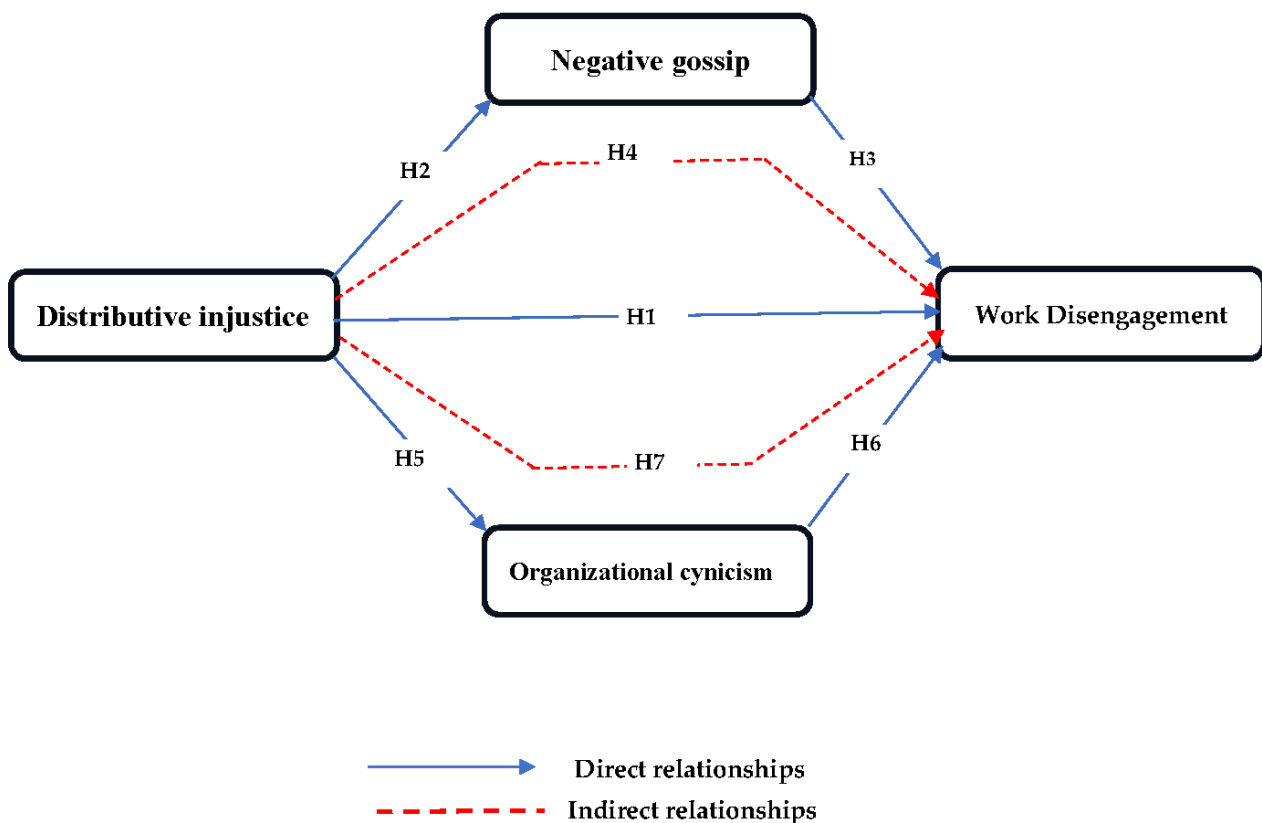 Negative gossip
H4
H3
H2
Distributive injustice
H1
Work Disengagement
H5
H7
H6
Organizational cynicism
Direct relationships
Indirect relationships